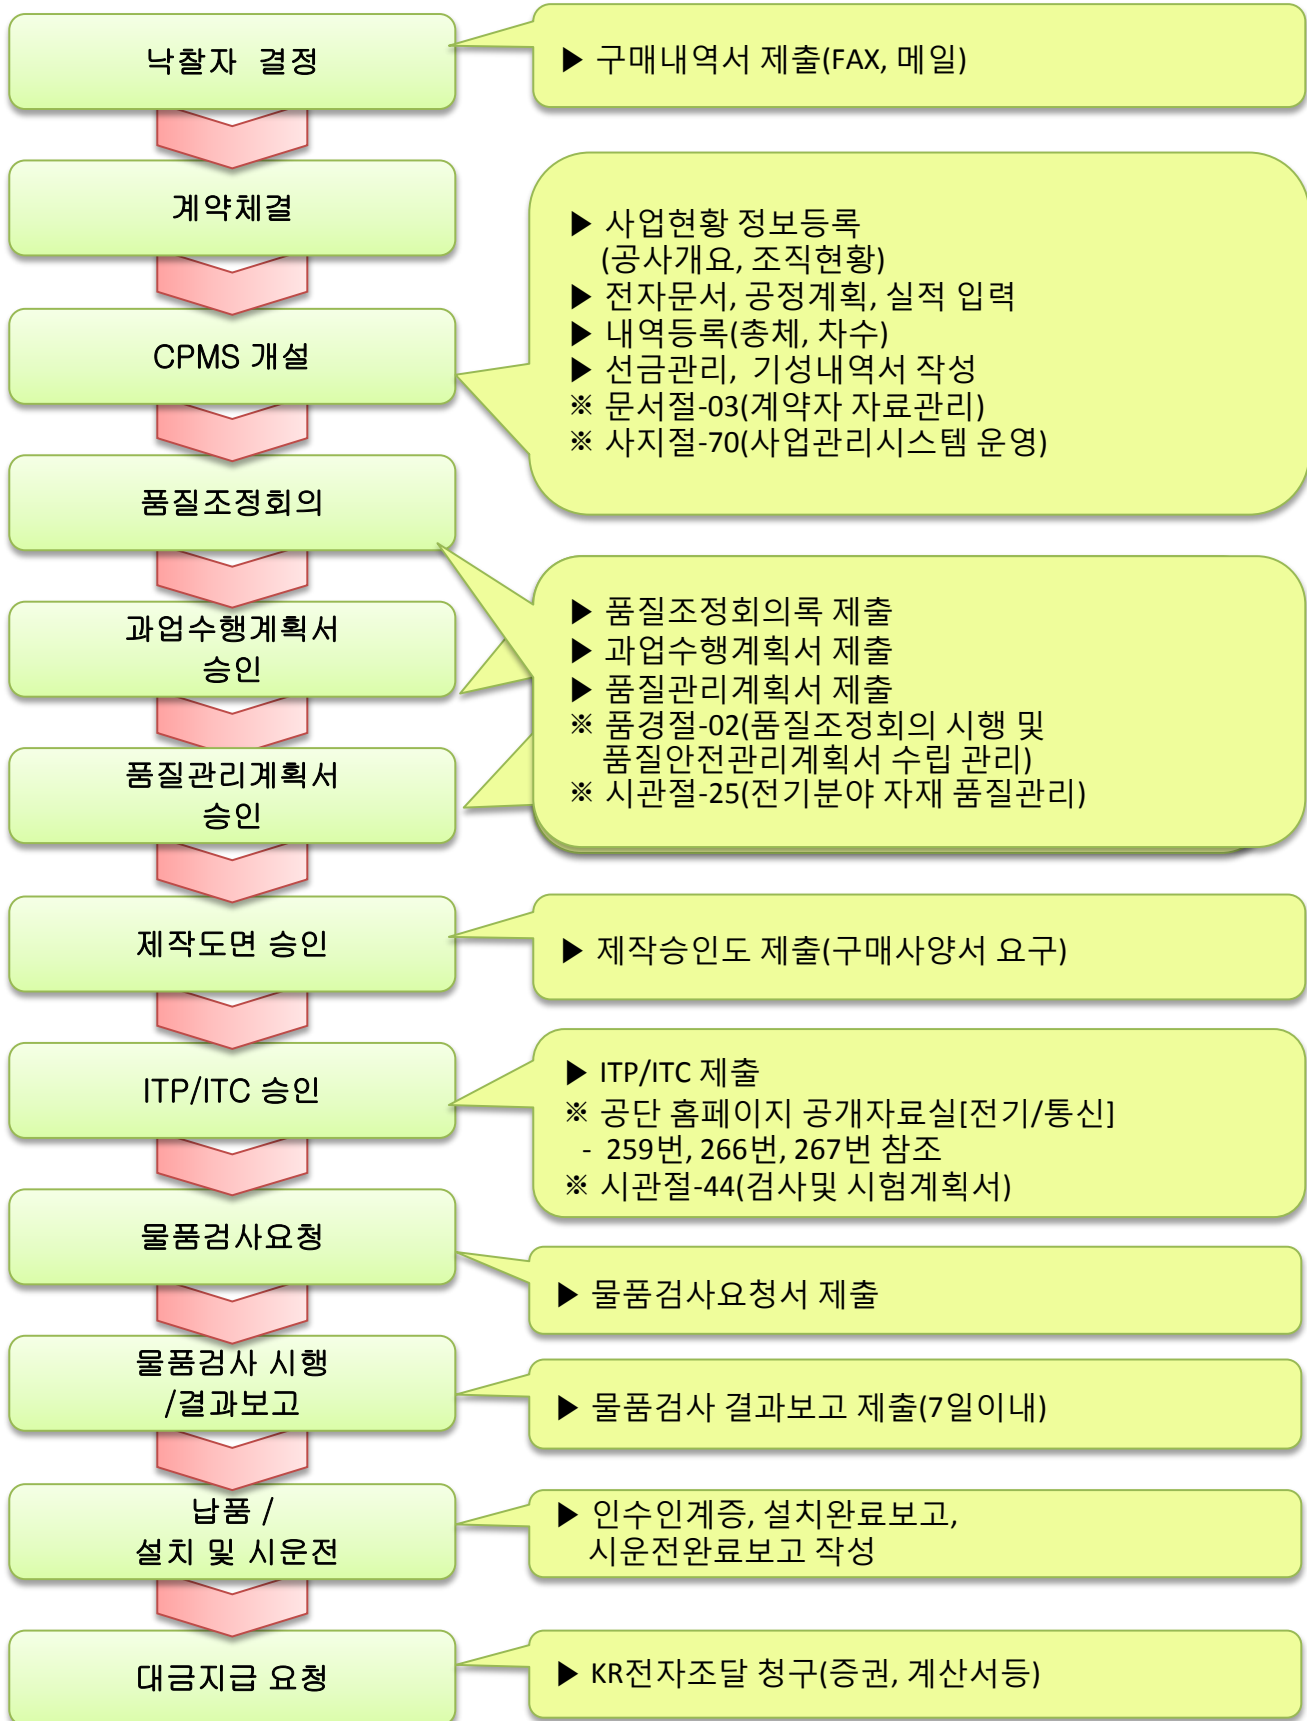 낙찰자 결정
▶ 구매내역서 제출(FAX, 메일)
계약체결
CPMS 개설
▶ 사업현황 정보등록
(공사개요, 조직현황)
▶ 전자문서, 공정계획, 실적 입력
▶ 내역등록(총체, 차수)
▶ 선금관리, 기성내역서 작성
※ 문서절-03(계약자 자료관리)
※ 사지절-70(사업관리시스템 운영)
품질조정회의
과업수행계획서
승인
품질관리계획서
승인
▶ 품질조정회의록 제출
▶ 과업수행계획서 제출
▶ 품질관리계획서 제출
※ 품경절-02(품질조정회의 시행 및
품질안전관리계획서 수립 관리)
※ 시관절-25(전기분야 자재 품질관리)
제작도면 승인
▶ 제작승인도 제출(구매사양서 요구)
ITP/ITC 승인
▶ ITP/ITC 제출
※ 공단 홈페이지 공개자료실[전기/통신]
- 259번, 266번, 267번 참조
※ 시관절-44(검사및 시험계획서)
물품검사요청
▶ 물품검사요청서 제출
물품검사 시행
/결과보고
▶ 물품검사 결과보고 제출(7일이내)
납품 /
설치 및 시운전
▶ 인수인계증, 설치완료보고,
시운전완료보고 작성
대금지급 요청
▶ KR전자조달 청구(증권, 계산서등)